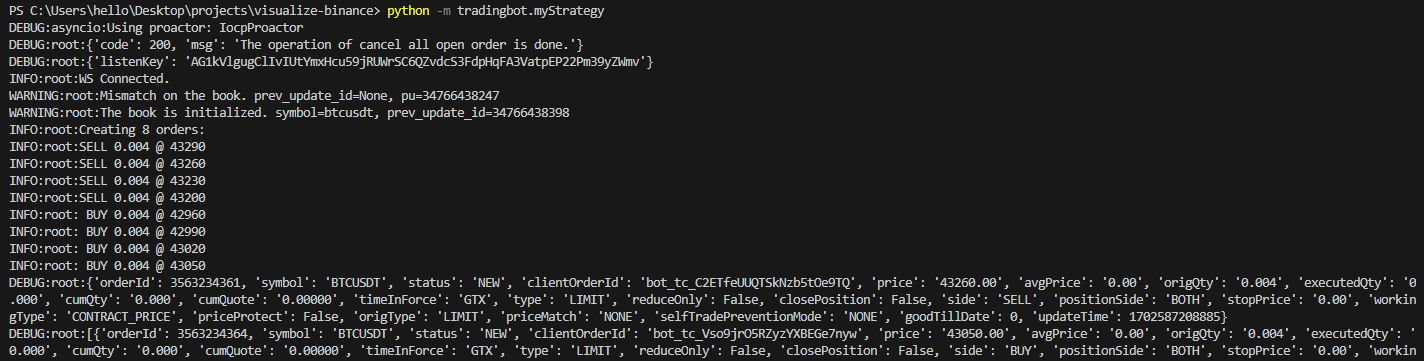 PS C:\Users\hello\Desktop\projects\visualize-binance> python -m tradingbot.myStrategy
DEBUG:asyncio:Using proactor: IocpProactor
DEBUG:root:{'code': 200, 'msg': 'The operation of cancel all open order is done.'}
DEBUG:root:{'listenKey': 'AG1kVlgugClIvIUtYmxHcu59jRUWrSC6QZvdcS3FdpHqFA3VatpEP22Pm39yZWmv'}
INFO:root:WS Connected.
WARNING:root:Mismatch on the book. prev_update_id=None, pu=34766438247
WARNING:root:The book is initialized. symbol=btcusdt, prev_update_id=34766438398
INFO:root:Creating 8 orders:
INFO:root:SELL 0.004 @ 43290
INFO:root:SELL 0.004 @ 43260
INFO:root:SELL 0.004 @ 43230
INFO:root:SELL 0.004 @ 43200
INFO:root: BUY 0.004 @ 42960
INFO:root: BUY 0.004 @ 42990
INFO:root: BUY 0.004 @ 43020
INFO:root: BUY 0.004 @ 43050
DEBUG:root:{'orderId': 3563234361, 'symbol': 'BTCUSDT', 'status': 'NEW', 'clientOrderId': 'bot_tc_C2ETfeUUQTSkNzb5tOe9TQ', 'price': '43260.00', 'avgPrice': '0.00', 'origQty': '0.004', 'executedQty': '0
.000', 'cumQty': '0.000', 'cumQuote': '0.00000', 'timeInForce': 'GTX', 'type': 'LIMIT', 'reduceOnly': False, 'closePosition': False, 'side': 'SELL', 'positionSide': 'BOTH', 'stopPrice': '0.00', 'workin
gType': 'CONTRACT_PRICE', 'priceProtect': False, 'origType': 'LIMIT', 'priceMatch': 'NONE', 'selfTradePreventionMode': 'NONE', 'goodTillDate': 0, 'updateTime': 1702587208885}
DEBUG:root:[{'orderId': 3563234364, 'symbol': 'BTCUSDT', 'status': 'NEW', 'clientOrderId': 'bot_tc_Vso9jrO5RZyzYXBEGe7nyw', 'price': '43050.00', 'avgPrice': '0.00', 'origQty': '0.004', 'executedQty': '
0.000', 'cumQty': '0.000', 'cumQuote': '0.00000', 'timeInForce': 'GTX', 'type': 'LIMIT', 'reduceOnly': False, 'closePosition': False, 'side': 'BUY', 'positionSide': 'BOTH', 'stopPrice': '0.00', 'workin